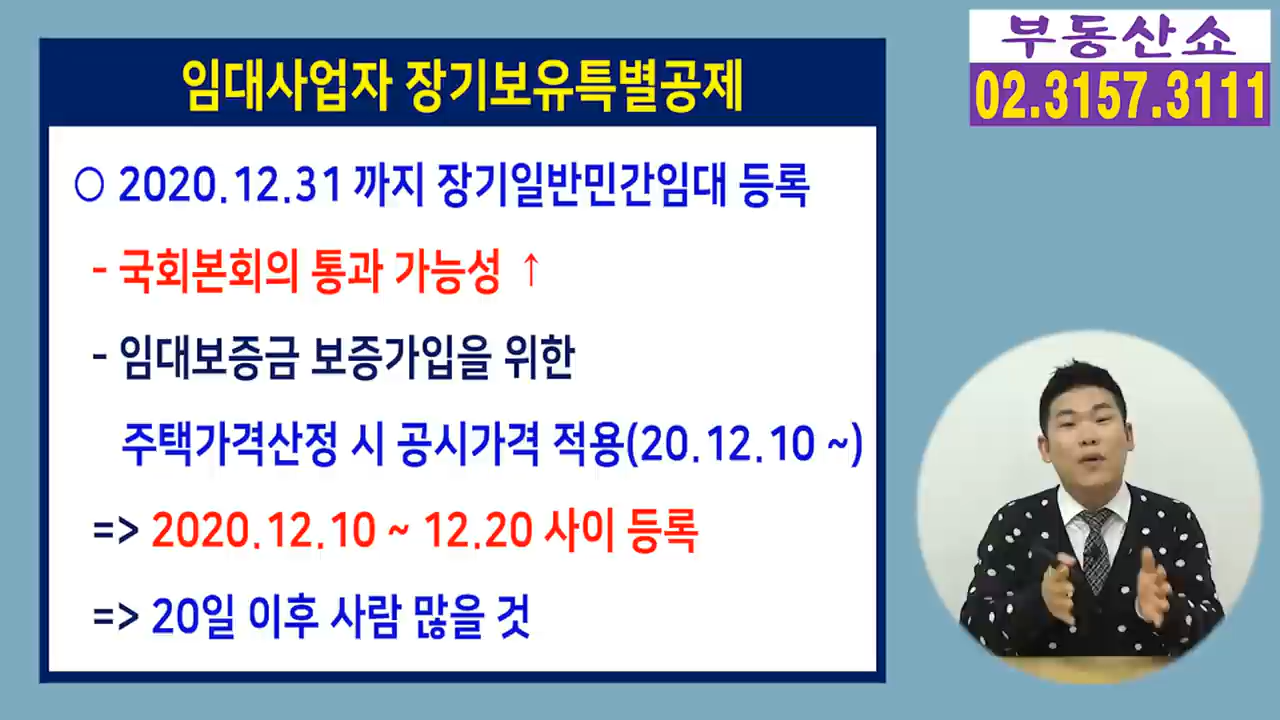 부동산쇼
02.3157.3111
임대사업자 장기보유특별공제
○ 2020.12.31 까지 장기일반민간임대 등록
- 국회본회의 통과 가능성 ↑
- 임대보증금 보증가입을 위한
주택가격산정 시 공시가격 적용(20.12.10 ~)
=> 2020.12.10 ~ 12.20 사이 등록
=> 20일 이후 사람 많을 것